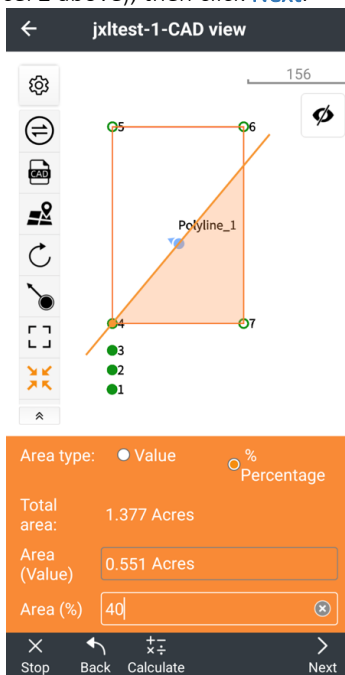 jxltest-1-CAD view
156
CAD
5
6
Polyline_1
4
7
3
2
1
Area type:
Value
%
Percentage
Total
area:
1.377 Acres
Area
(Value)
0.551 Acres
Area (%)
40
Stop
Back
Calculate
Next